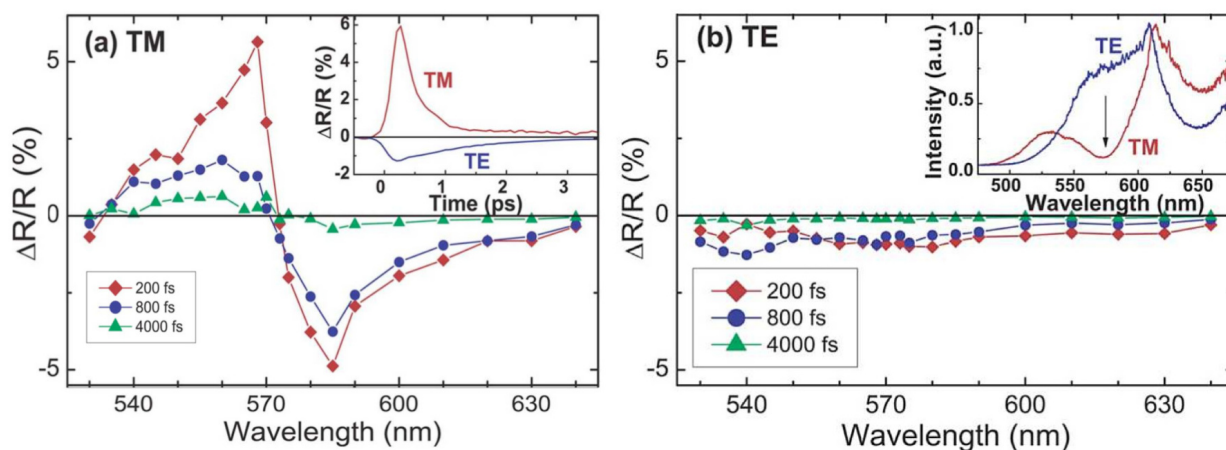 (a) TM
5
0
-5
ΔR/R (%)
540 570 600 630
Wavelength (nm)
200 fs
800 fs
4000 fs
6
4
2
0
-2
ΔR/R (%)
TM
TE
0 1 2 3
Time (ps)
(b) TE
5
0
-5
ΔR/R (%)
540 570 600 630
Wavelength (nm)
200 fs
800 fs
4000 fs
1.0
0.5
0.0
Intensity (a.u.)
TE
TM
500 550 600 650
Wavelength (nm)